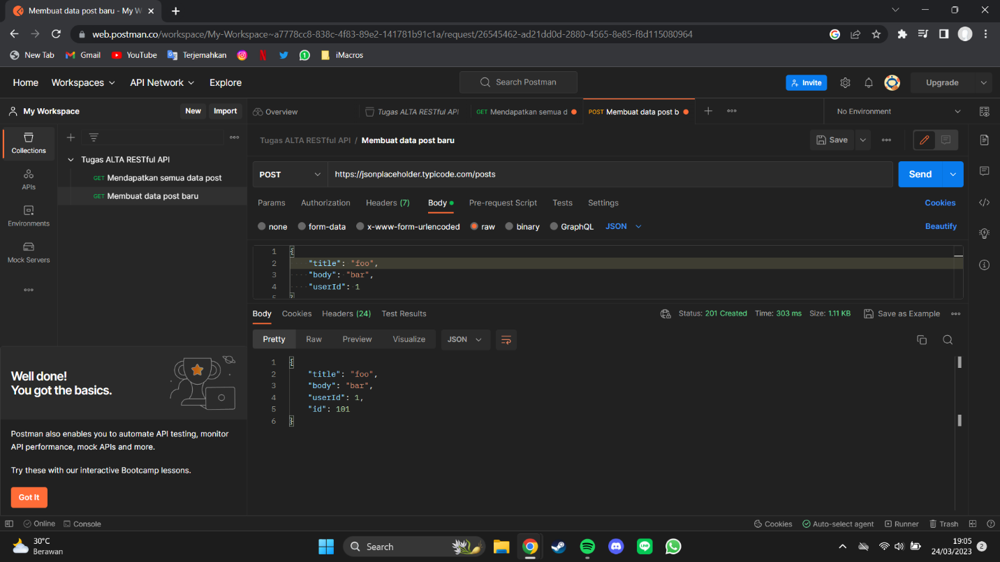 Membuat data post baru - My W
web.postman.co/workspace/My-Workspace~a7778cc8-838c-4f83-89e2-141781b91c1a/request/26545462-ad21dd0d-2880-4565-8e85-f8d115080964
New Tab Gmail YouTube Terjemahkan iMacros
Home Workspaces API Network Explore Search Postman Invite Upgrade
My Workspace New Import Overview Tugas ALTA RESTful API GET Mendapatkan semua d POST Membuat data post b No Environment
Collections
APIs
Environments
Mock Servers
Tugas ALTA RESTful API
GET Mendapatkan semua data post
GET Membuat data post baru
Tugas ALTA RESTful API / Membuat data post baru Save
POST https://jsonplaceholder.typicode.com/posts Send
Params Authorization Headers (7) Body Pre-request Script Tests Settings Cookies
none form-data x-www-form-urlencoded raw binary GraphQL JSON Beautify
1 {
2 "title": "foo",
3 "body": "bar",
4 "userId": 1
5 }
Body Cookies Headers (24) Test Results Status: 201 Created Time: 303 ms Size: 1.11 KB Save as Example
Pretty Raw Preview Visualize JSON
1 {
2 "title": "foo",
3 "body": "bar",
4 "userId": 1,
5 "id": 101
6 }
Well done!
You got the basics.
Postman also enables you to automate API testing, monitor
API performance, mock APIs and more.
Try these with our interactive Bootcamp lessons.
Got It
Online Console Cookies Auto-select agent Runner Trash
30°C
Berawan
Search
19:05
24/03/2023
2